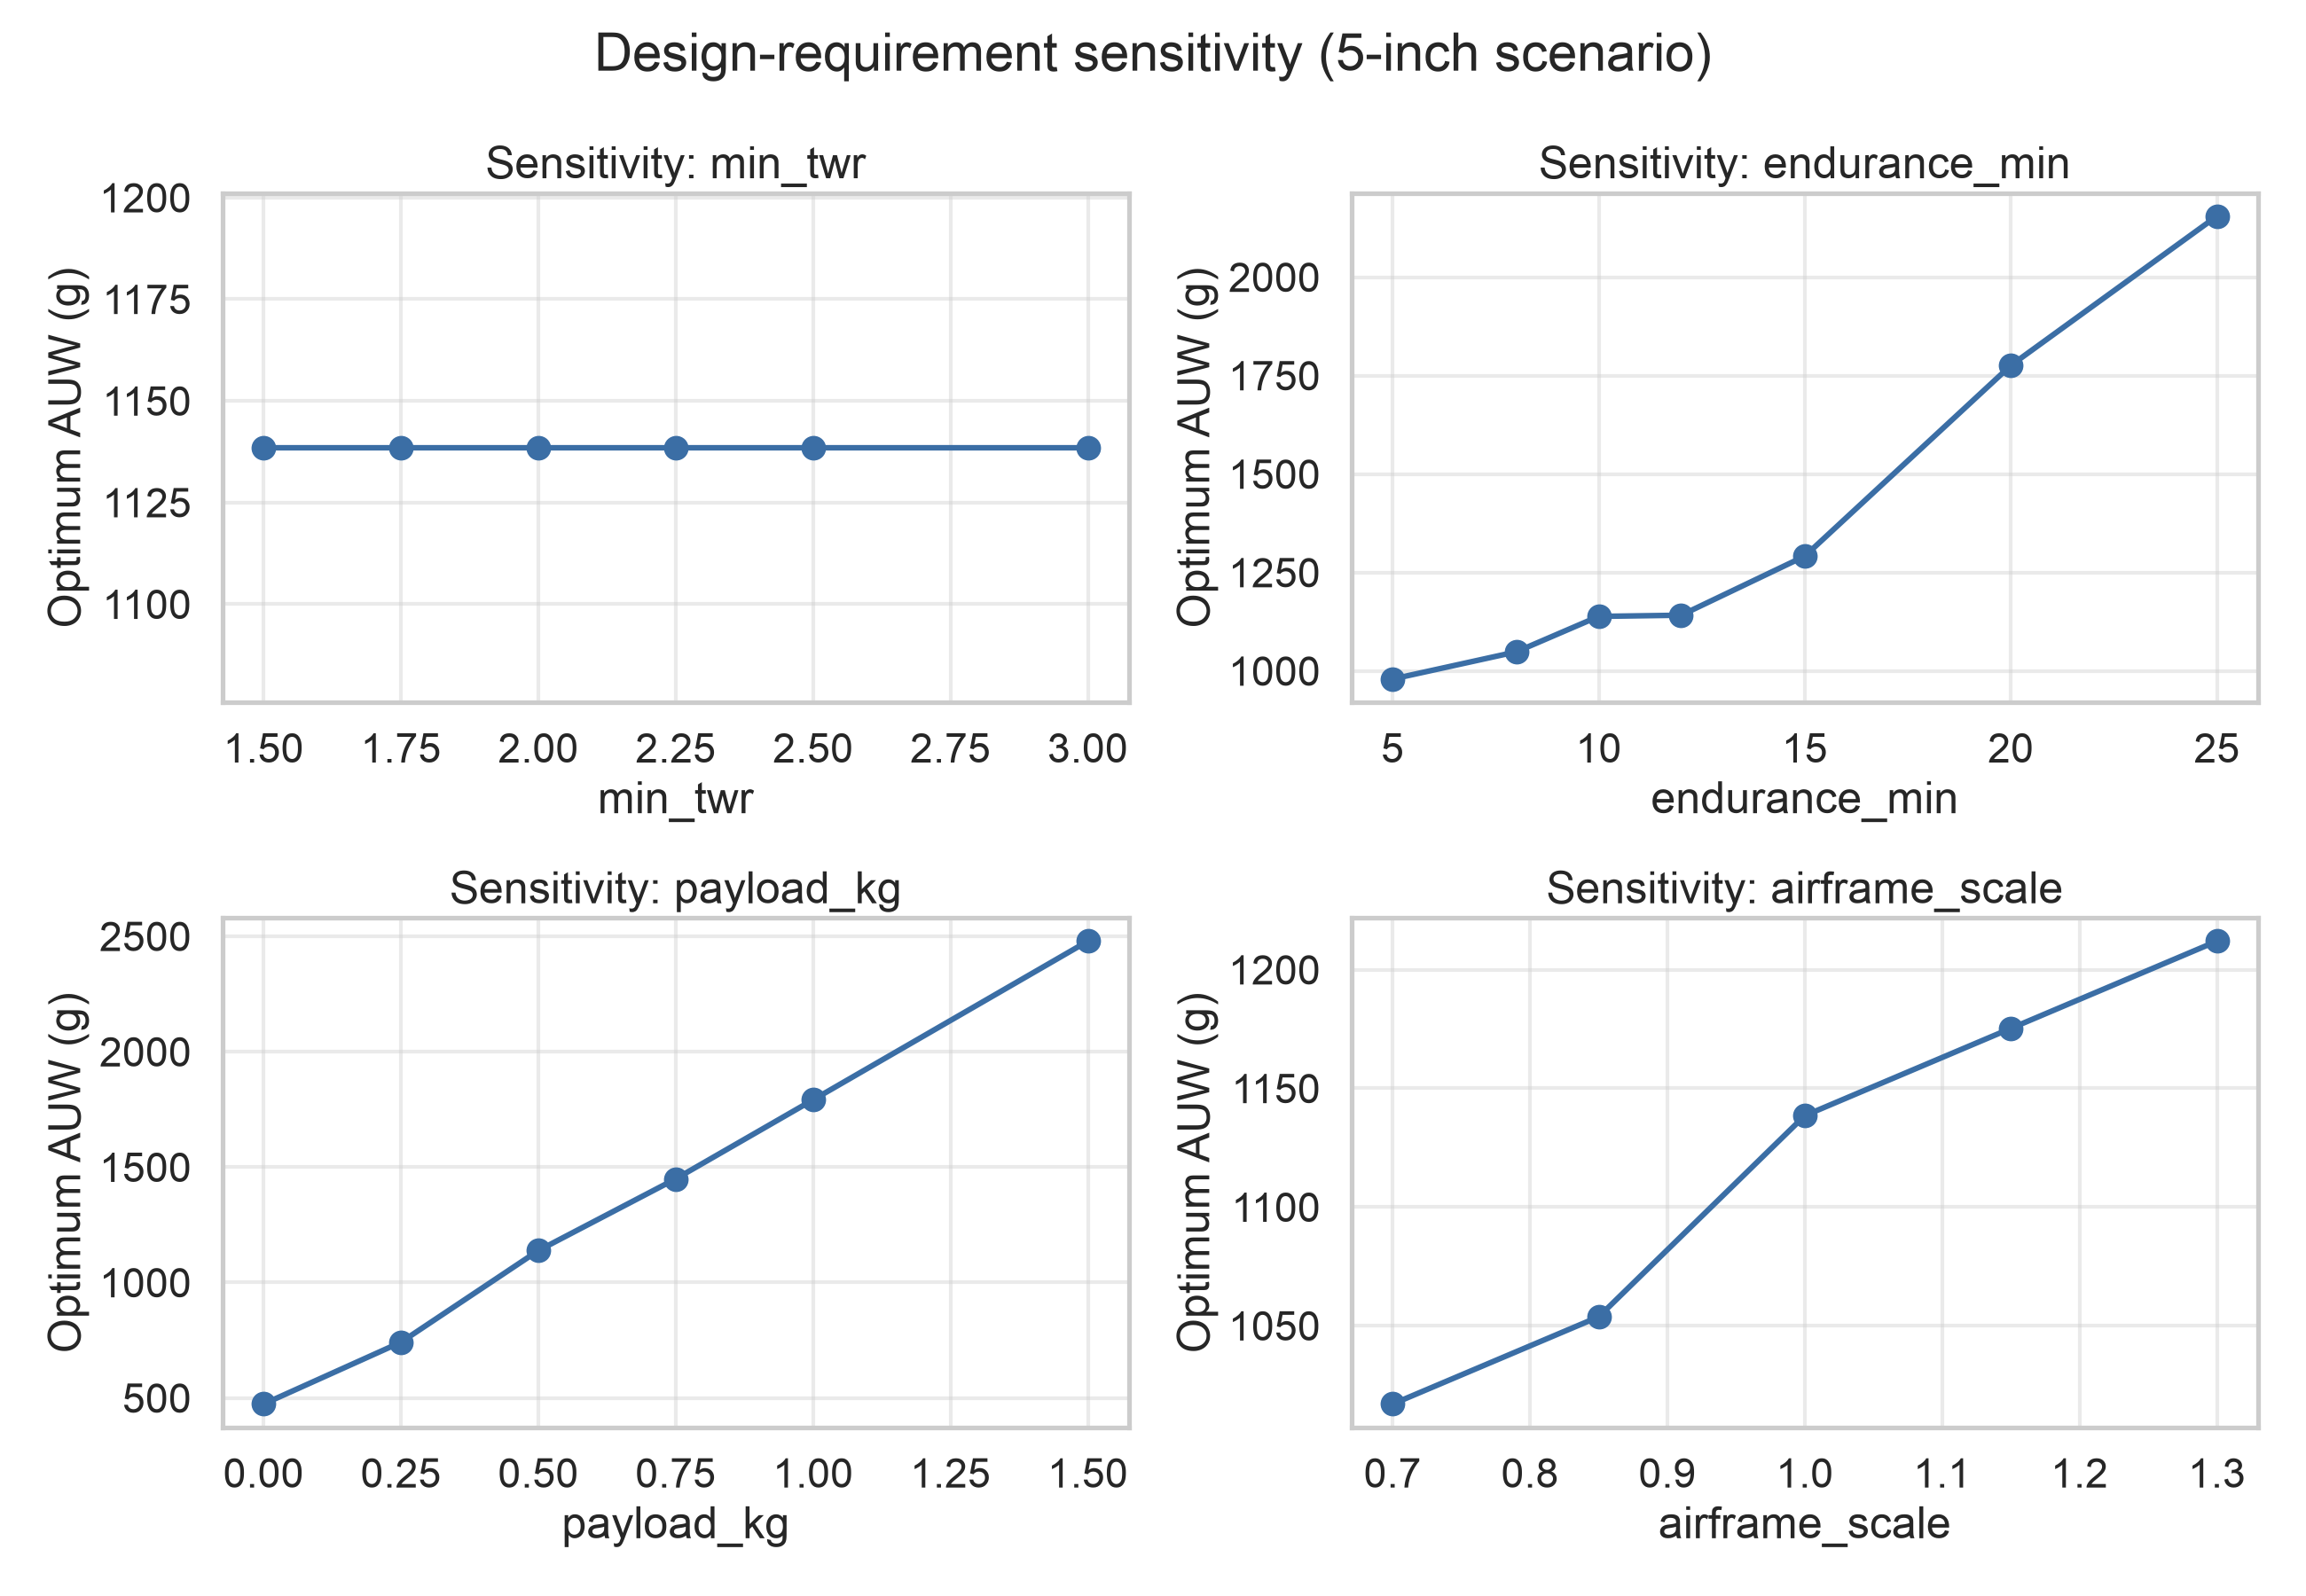 Design-requirement sensitivity (5-inch scenario)
Sensitivity: min_twr
Optimum AUW (g)
1200
1175
1150
1125
1100
1.50 1.75 2.00 2.25 2.50 2.75 3.00
min_twr
Sensitivity: endurance_min
Optimum AUW (g)
2000
1750
1500
1250
1000
5 10 15 20 25
endurance_min
Sensitivity: payload_kg
Optimum AUW (g)
2500
2000
1500
1000
500
0.00 0.25 0.50 0.75 1.00 1.25 1.50
payload_kg
Sensitivity: airframe_scale
Optimum AUW (g)
1200
1150
1100
1050
0.7 0.8 0.9 1.0 1.1 1.2 1.3
airframe_scale